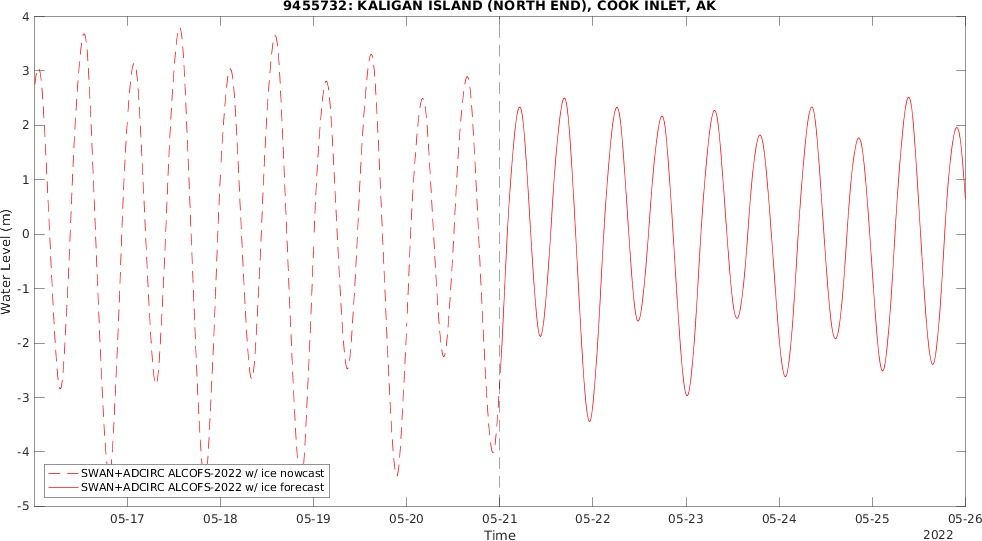 9455732: KALIGAN ISLAND (NORTH END), COOK INLET, AK
4
3
2
1
0
-1
-2
-3
-4
-5
Water Level (m)
SWAN+ADCIRC ALCOFS-2022 w/ ice nowcast
SWAN+ADCIRC ALCOFS-2022 w/ ice forecast
05-17 05-18 05-19 05-20 05-21 05-22 05-23 05-24 05-25 05-26
Time
2022